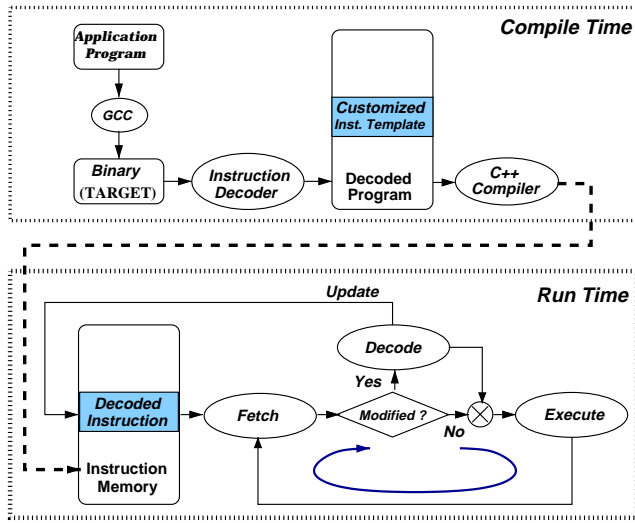 Compile Time
Application
Program
GCC
Binary
(TARGET)
Instruction
Decoder
Customized
Inst. Template
Decoded
Program
C++
Compiler
Run Time
Update
Decode
Yes
Decoded
Instruction
Fetch
Modified ?
No
Execute
Instruction
Memory